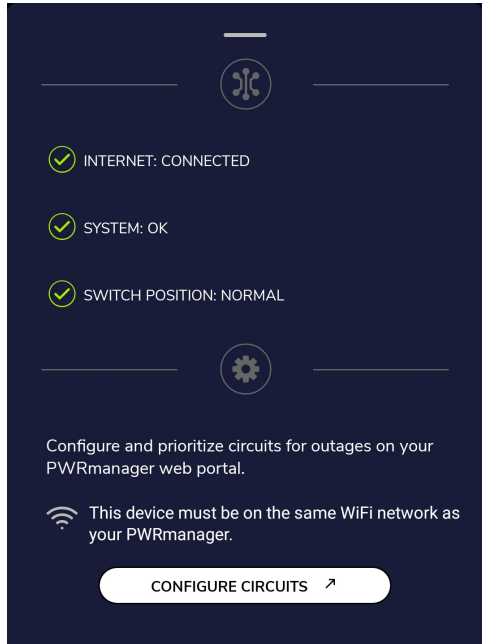 INTERNET: CONNECTED
SYSTEM: OK
SWITCH POSITION: NORMAL
Configure and prioritize circuits for outages on your
PWRmanager web portal.
This device must be on the same WiFi network as
your PWRmanager.
CONFIGURE CIRCUITS